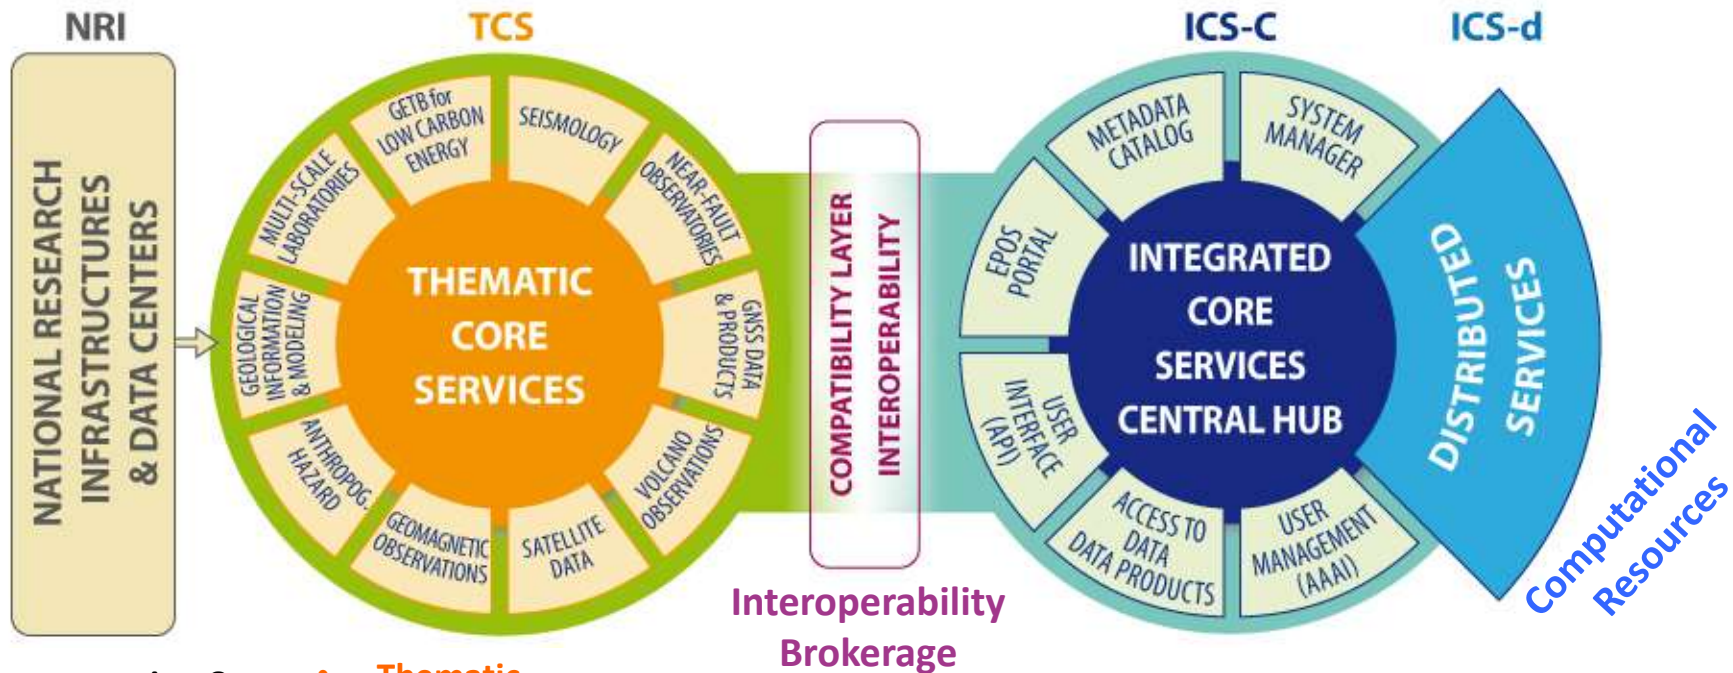 NRI
TCS
ICS-C
ICS-d
NATIONAL RESEARCH
INFRASTRUCTURES
& DATA CENTERS
GETB for
LOW CARBON
ENERGY
SEISMOLOGY
NEAR-FAULT
OBSERVATORIES
GNSS DATA
& PRODUCTS
VOLCANO
OBSERVATIONS
SATELLITE
DATA
GEOMAGNETIC
OBSERVATIONS
ANTHROPOG.
HAZARD
GEOLOGICAL
INFORMATION
& MODELING
MULTI-SCALE
LABORATORIES
THEMATIC
CORE
SERVICES
COMPATIBILITY LAYER
INTEROPERABILITY
Interoperability
Brokerage
METADATA
CATALOG
SYSTEM
MANAGER
EPOS
PORTAL
USER
INTERFACE
(API)
ACCESS TO
DATA
DATA PRODUCTS
USER
MANAGEMENT
(AAAI)
INTEGRATED
CORE
SERVICES
CENTRAL HUB
DISTRIBUTED
SERVICES
Computational
Resources
Thematic